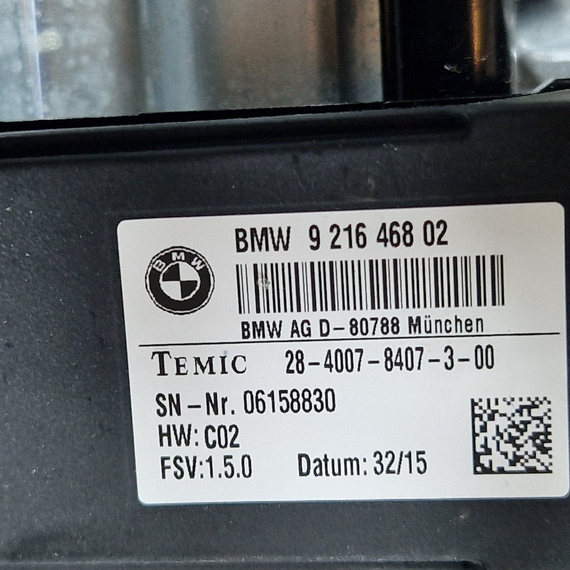 BMW 9 216 468 02
BMW
BMW AG D-80788 München
TEMIC 28-4007-8407-3-00
SN-Nr. 06158830
HW: C02
FSV:1.5.0 Datum: 32/15